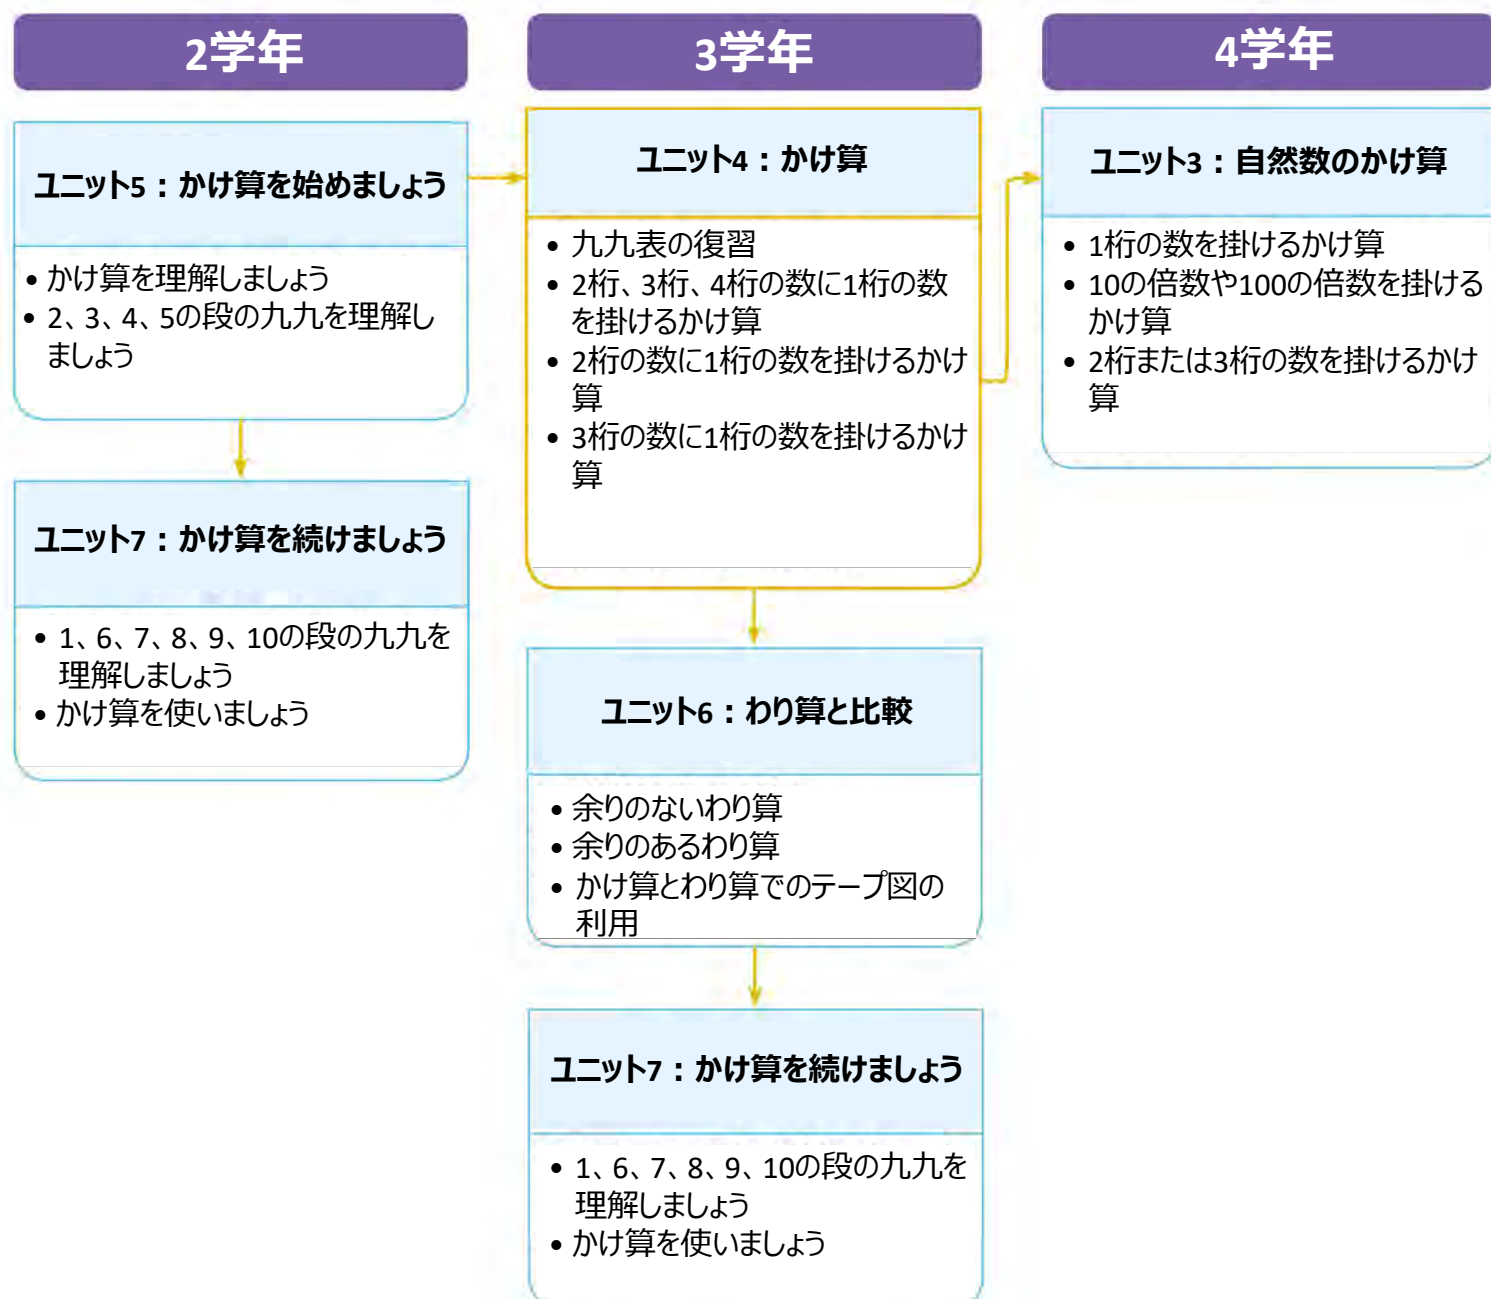 2学年
ユニット5：かけ算を始めましょう
• かけ算を理解しましょう
• 2、3、4、5の段の九九を理解し
ましょう
ユニット7：かけ算を続けましょう
• 1、6、7、8、9、10の段の九九を
理解しましょう
• かけ算を使いましょう
3学年
ユニット4：かけ算
• 九九表の復習
• 2桁、3桁、4桁の数に1桁の数
を掛けるかけ算
• 2桁の数に1桁の数を掛けるかけ
算
• 3桁の数に1桁の数を掛けるかけ
算
ユニット6：わり算と比較
• 余りのないわり算
• 余りのあるわり算
• かけ算とわり算でのテープ図の
利用
ユニット7：かけ算を続けましょう
• 1、6、7、8、9、10の段の九九を
理解しましょう
• かけ算を使いましょう
4学年
ユニット3：自然数のかけ算
• 1桁の数を掛けるかけ算
• 10の倍数や100の倍数を掛ける
かけ算
• 2桁または3桁の数を掛けるかけ
算